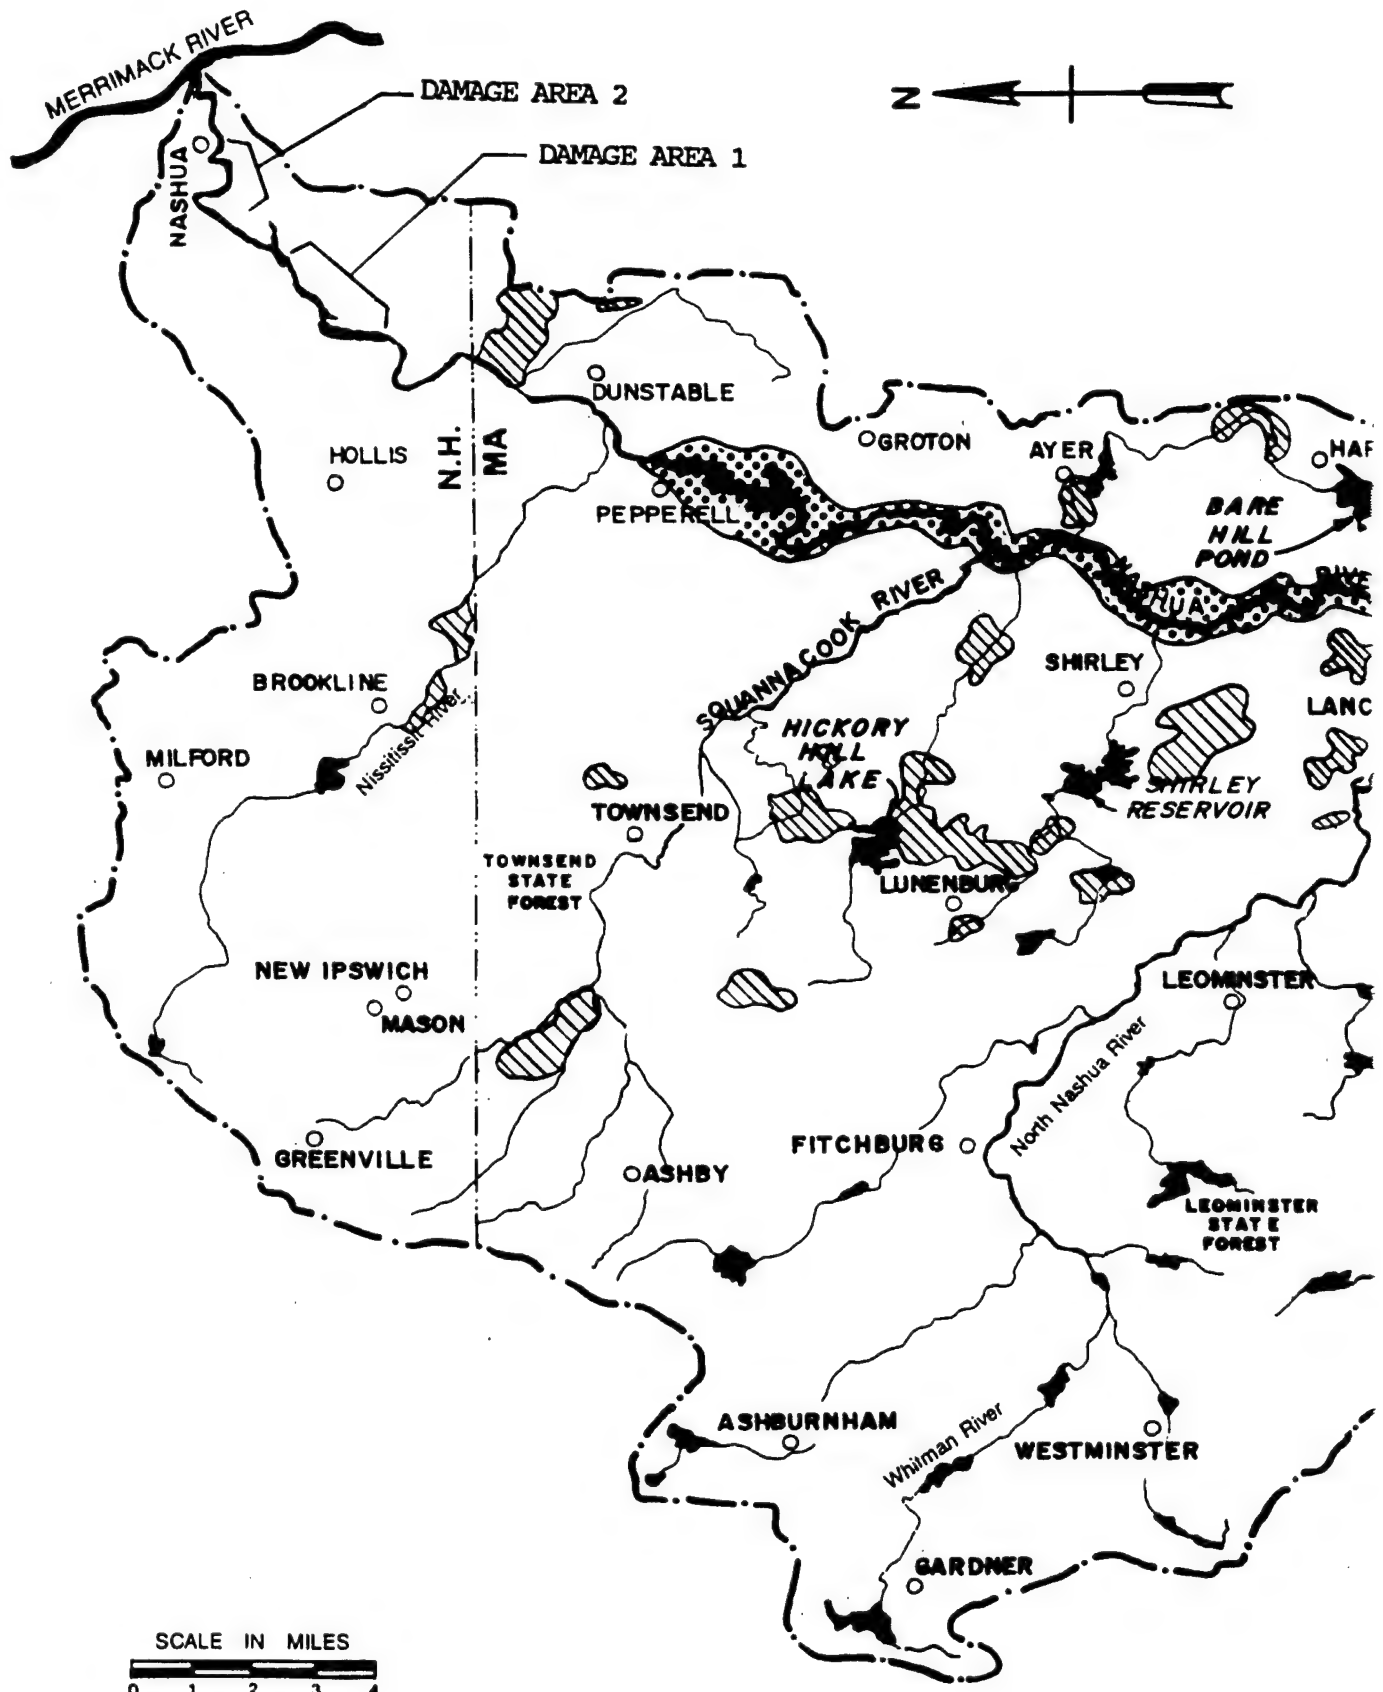 MERRIMACK RIVER
DAMAGE AREA 2
N
DAMAGE AREA 1
NASHUA
DUNSTABLE
HOLLIS
N.H.
MA
GROTON
AYER
HAR
BARE
HILL
POND
PEPPERELL
NASHUA
RIVE
SQUANNACOOK RIVER
SHIRLEY
BROOKLINE
LANC
MILFORD
Nissitissit River
HICKORY
HILL
LAKE
SHIRLEY
RESERVOIR
TOWNSEND
TOWNSEND
STATE
FOREST
LUNENBURG
NEW IPSWICH
MASON
LEOMINSTER
North Nashua River
FITCHBURG
GREENVILLE
ASHBY
LEOMINSTER
STATE
FOREST
ASHBURNHAM
Whitman River
WESTMINSTER
GARDNER
SCALE IN MILES
0 1 2 3 4